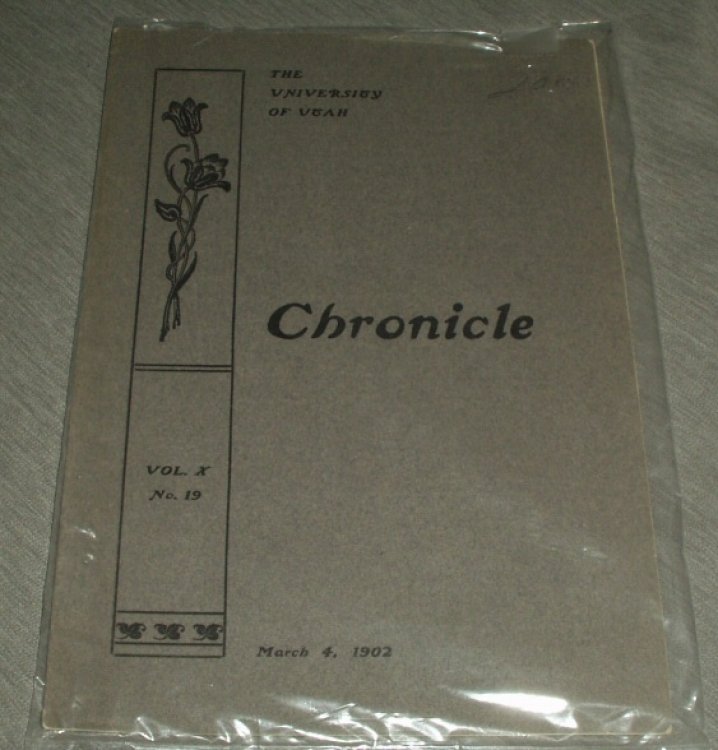 THE
UNIVERSITY
OF UTAH
Chronicle
VOL. X
No. 19
March 4, 1902